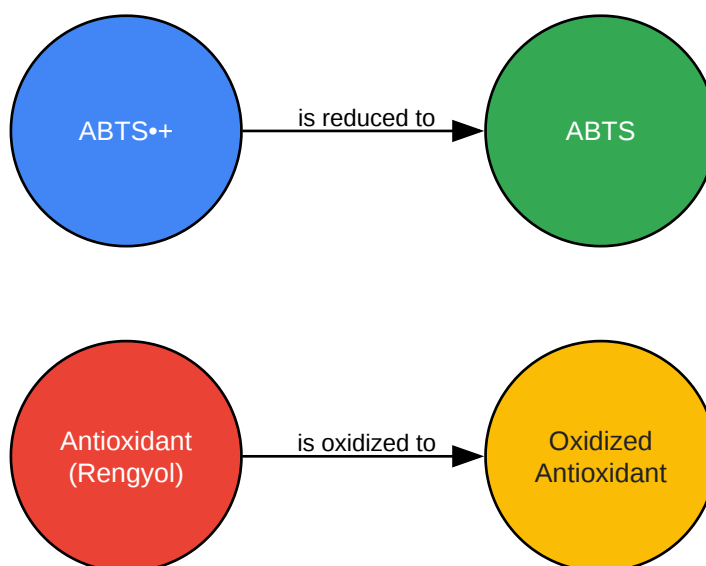 ABTS•+
is reduced to
ABTS
Antioxidant
(Rengyol)
is oxidized to
Oxidized
Antioxidant